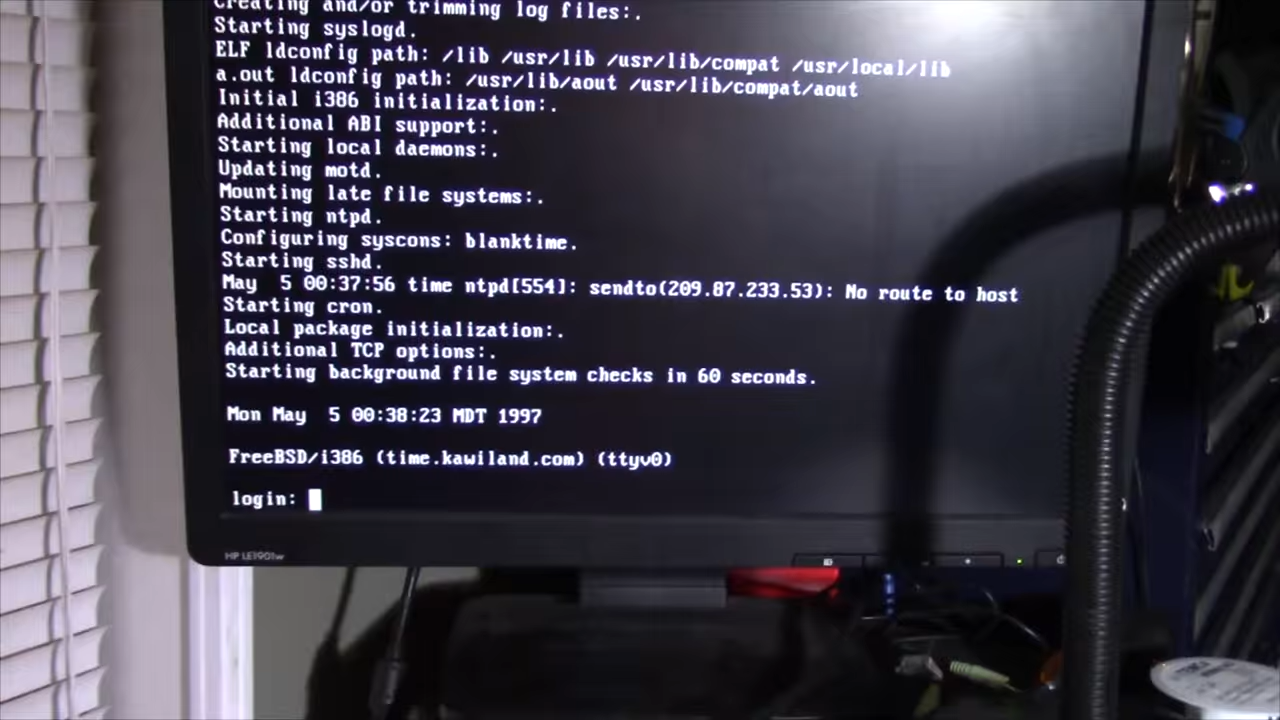 Creating and/or trimming log files:.
Starting syslogd.
ELF ldconfig path: /lib /usr/lib /usr/lib/compat /usr/local/lib
a.out ldconfig path: /usr/lib/aout /usr/lib/compat/aout
Initial i386 initialization:.
Additional ABI support:.
Starting local daemons:.
Updating motd.
Mounting late file systems:.
Starting ntpd.
Configuring syscons: blanktime.
Starting sshd.
May  5 00:37:56 time ntpd[554]: sendto(209.87.233.53): No route to host
Starting cron.
Local package initialization:.
Additional TCP options:.
Starting background file system checks in 60 seconds.
Mon May  5 00:38:23 MDT 1997
FreeBSD/i386 (time.kawiland.com) (ttyv0)
login:
HP LE1901w